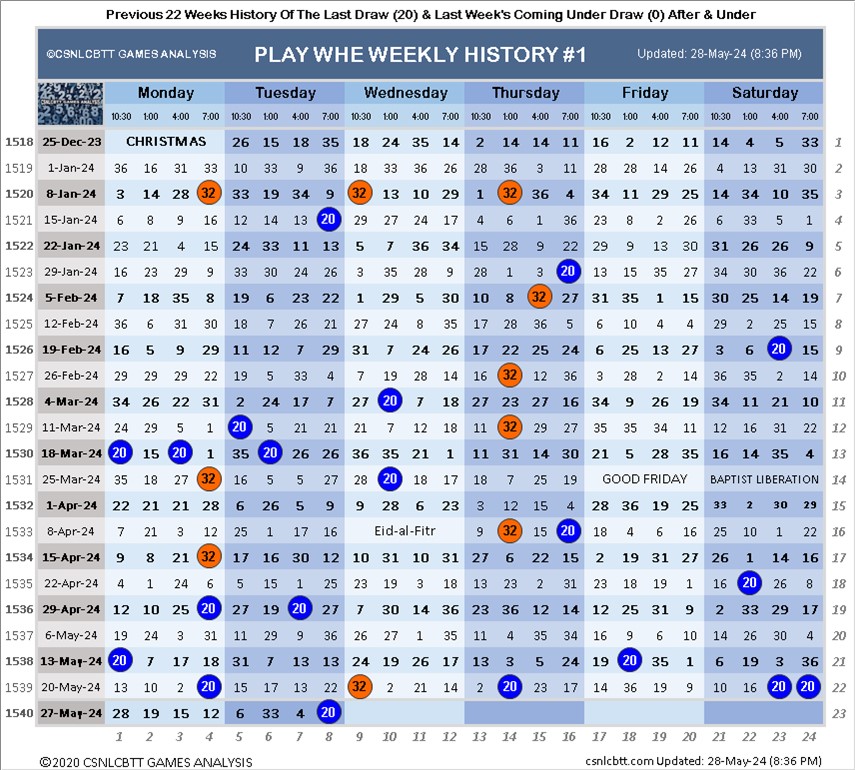 Previous 22 Weeks History Of The Last Draw (20) & Last Week's Coming Under Draw (0) After & Under
©CSNLCBTT GAMES ANALYSIS PLAY WHE WEEKLY HISTORY #1 Updated: 28-May-24 (8:36 PM)
Monday Tuesday Wednesday Thursday Friday Saturday
10:30 1:00 4:00 7:00 10:30 1:00 4:00 7:00 10:30 1:00 4:00 7:00 10:30 1:00 4:00 7:00 10:30 1:00 4:00 7:00 10:30 1:00 4:00 7:00
1518 25-Dec-23 CHRISTMAS 26 15 18 35 18 24 35 14 2 14 14 11 16 2 12 11 14 4 5 33 1
1519 1-Jan-24 36 16 31 33 10 33 9 36 18 33 36 26 28 36 3 11 28 28 14 26 4 13 31 30 2
1520 8-Jan-24 3 14 28 32 33 19 34 9 32 13 10 29 1 32 36 4 34 11 29 25 14 34 10 35 3
1521 15-Jan-24 6 8 9 16 12 14 13 20 29 27 24 17 4 6 1 36 23 8 2 26 6 33 5 1 4
1522 22-Jan-24 23 21 4 15 24 33 11 13 5 7 36 34 15 28 9 22 29 9 13 30 31 26 26 9 5
1523 29-Jan-24 16 23 29 9 33 30 24 26 3 35 28 9 28 1 3 20 13 15 35 27 34 30 36 22 6
1524 5-Feb-24 7 18 35 8 19 6 23 22 1 29 5 30 10 8 32 27 31 35 1 15 30 25 14 19 7
1525 12-Feb-24 36 6 31 30 18 7 26 21 27 24 8 35 17 28 36 5 6 10 4 4 29 2 25 15 8
1526 19-Feb-24 16 5 9 29 11 12 7 29 31 7 24 26 17 22 25 24 6 25 13 27 3 6 20 15 9
1527 26-Feb-24 29 29 29 22 19 5 33 4 7 19 28 14 16 32 12 36 3 28 2 14 36 35 2 14 10
1528 4-Mar-24 34 26 22 31 2 24 17 7 27 20 7 18 27 23 27 16 34 9 26 19 34 11 21 10 11
1529 11-Mar-24 24 29 5 1 20 5 21 21 21 7 12 18 11 32 29 27 35 35 34 11 12 16 31 22 12
1530 18-Mar-24 20 15 20 1 35 20 26 26 36 35 21 1 11 31 14 30 21 5 28 35 16 14 35 4 13
1531 25-Mar-24 35 18 27 32 16 5 5 27 28 20 18 17 18 7 25 19 GOOD FRIDAY BAPTIST LIBERATION 14
1532 1-Apr-24 22 21 21 28 6 26 5 9 9 28 6 23 3 12 15 4 28 36 19 25 33 2 30 29 15
1533 8-Apr-24 7 21 3 12 25 1 17 16 Eid-al-Fitr 9 32 15 20 18 4 6 16 25 10 1 22 16
1534 15-Apr-24 9 8 21 32 17 16 30 12 10 31 10 31 27 6 22 15 2 19 31 27 26 1 14 16 17
1535 22-Apr-24 4 1 24 6 5 15 1 25 23 19 3 18 13 23 2 31 23 18 19 1 16 20 26 8 18
1536 29-Apr-24 12 10 25 20 27 19 20 27 7 30 14 36 23 36 12 14 12 25 31 9 2 33 29 17 19
1537 6-May-24 19 24 3 31 11 29 9 36 26 27 1 35 11 4 35 34 16 9 6 10 14 26 30 4 20
1538 13-May-24 20 7 17 18 31 7 13 13 24 19 26 17 13 3 5 24 19 20 35 1 6 19 3 36 21
1539 20-May-24 13 10 2 20 15 17 13 22 32 2 21 14 2 20 23 17 14 36 19 9 10 16 20 20 22
1540 27-May-24 28 19 15 12 6 33 4 20 23
1 2 3 4 5 6 7 8 9 10 11 12 13 14 15 16 17 18 19 20 21 22 23 24
©2020 CSNLCBTT GAMES ANALYSIS csnlcbtt.com Updated: 28-May-24 (8:36 PM)